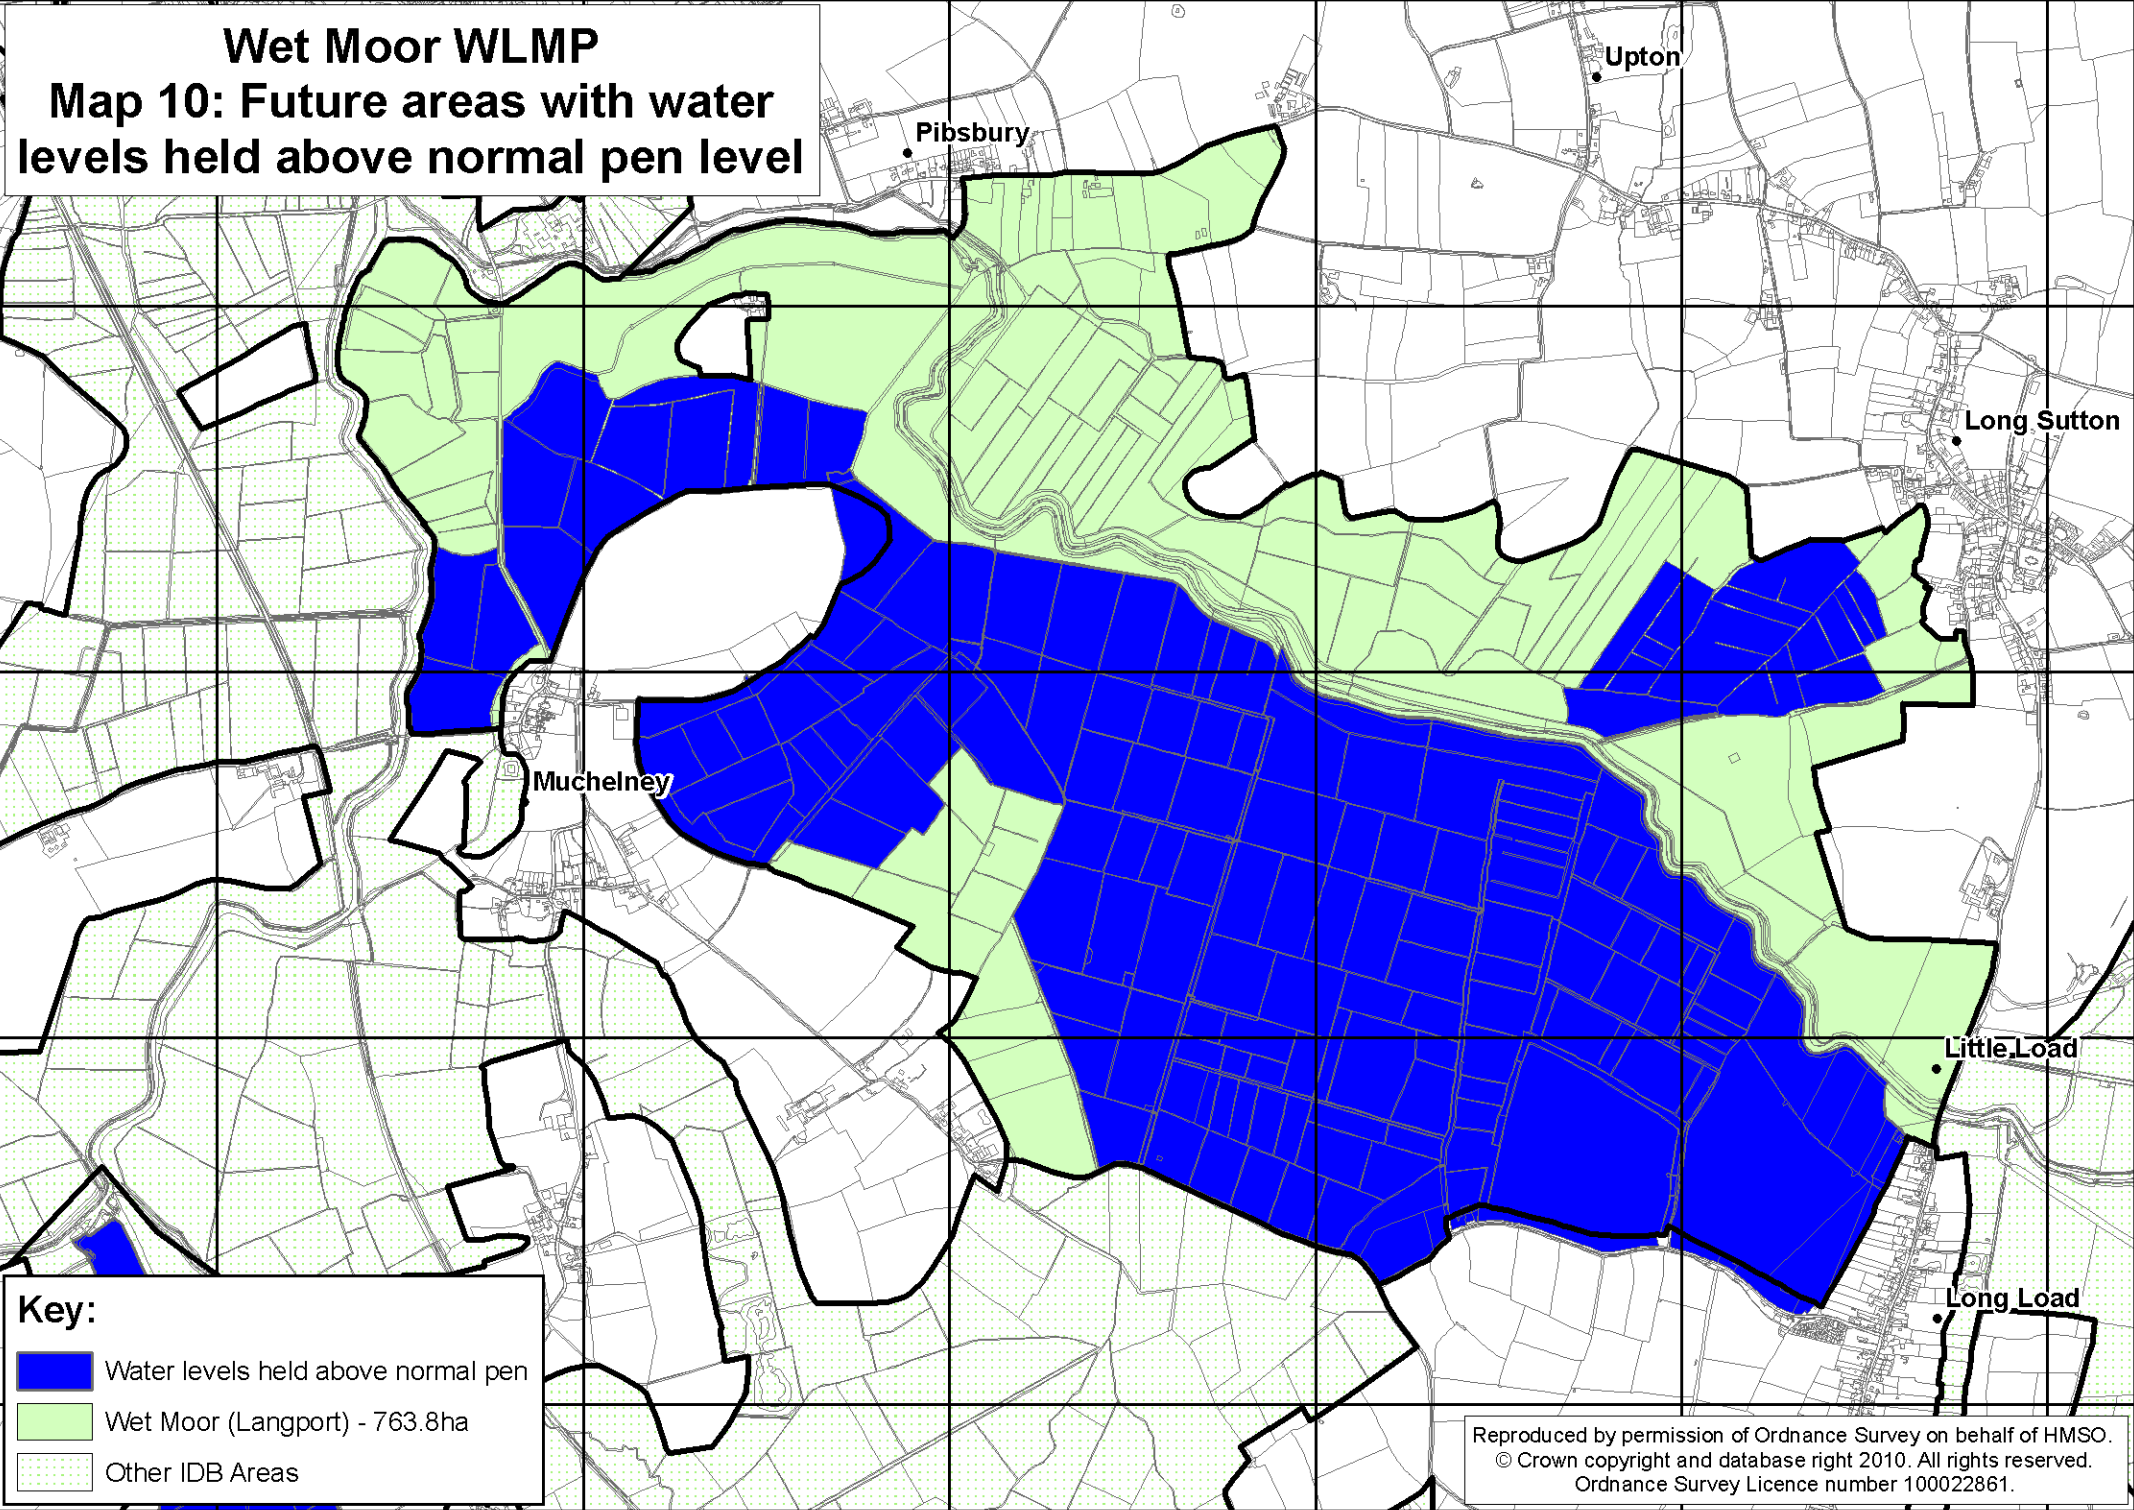 Wet Moor WLMP
Map 10: Future areas with water
levels held above normal pen level
Upton
Pibsbury
Long Sutton
Muchelney
Little Load
Long Load
Key:
Water levels held above normal pen
Wet Moor (Langport) - 763.8ha
Other IDB Areas
Reproduced by permission of Ordnance Survey on behalf of HMSO.
© Crown copyright and database right 2010. All rights reserved.
Ordnance Survey Licence number 100022861.